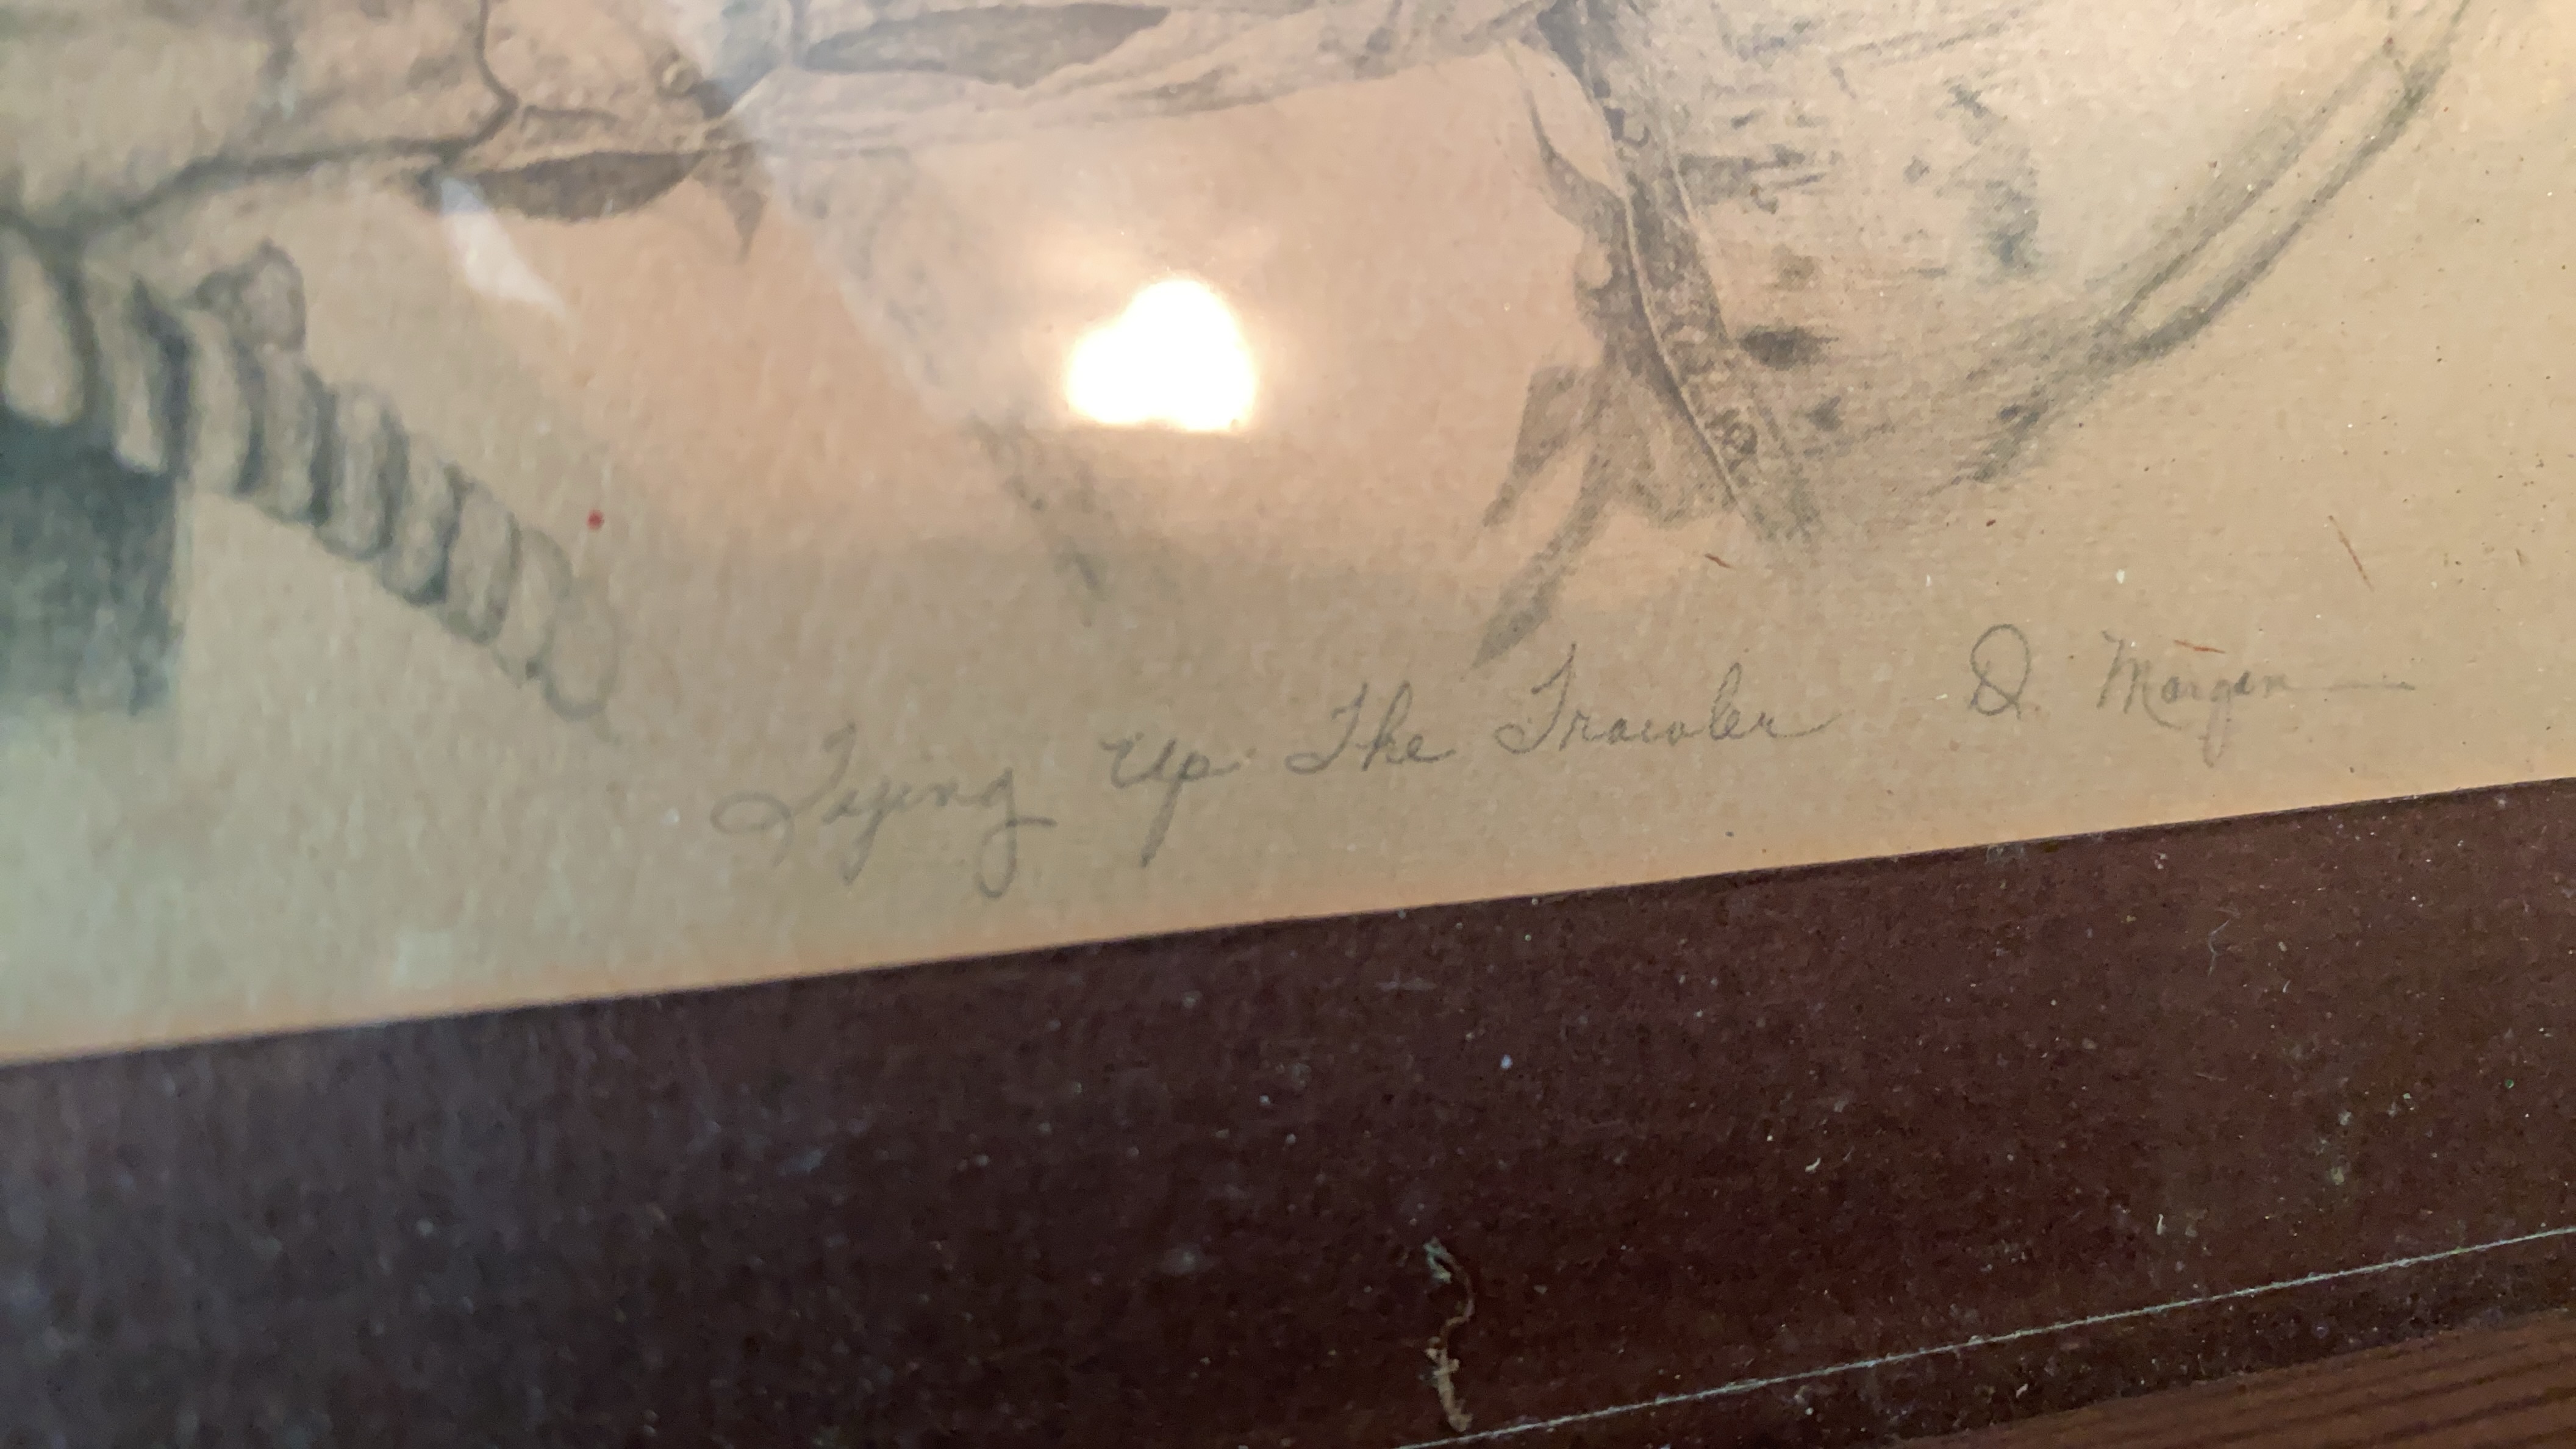 Tying Up The Trawler D. Morgan